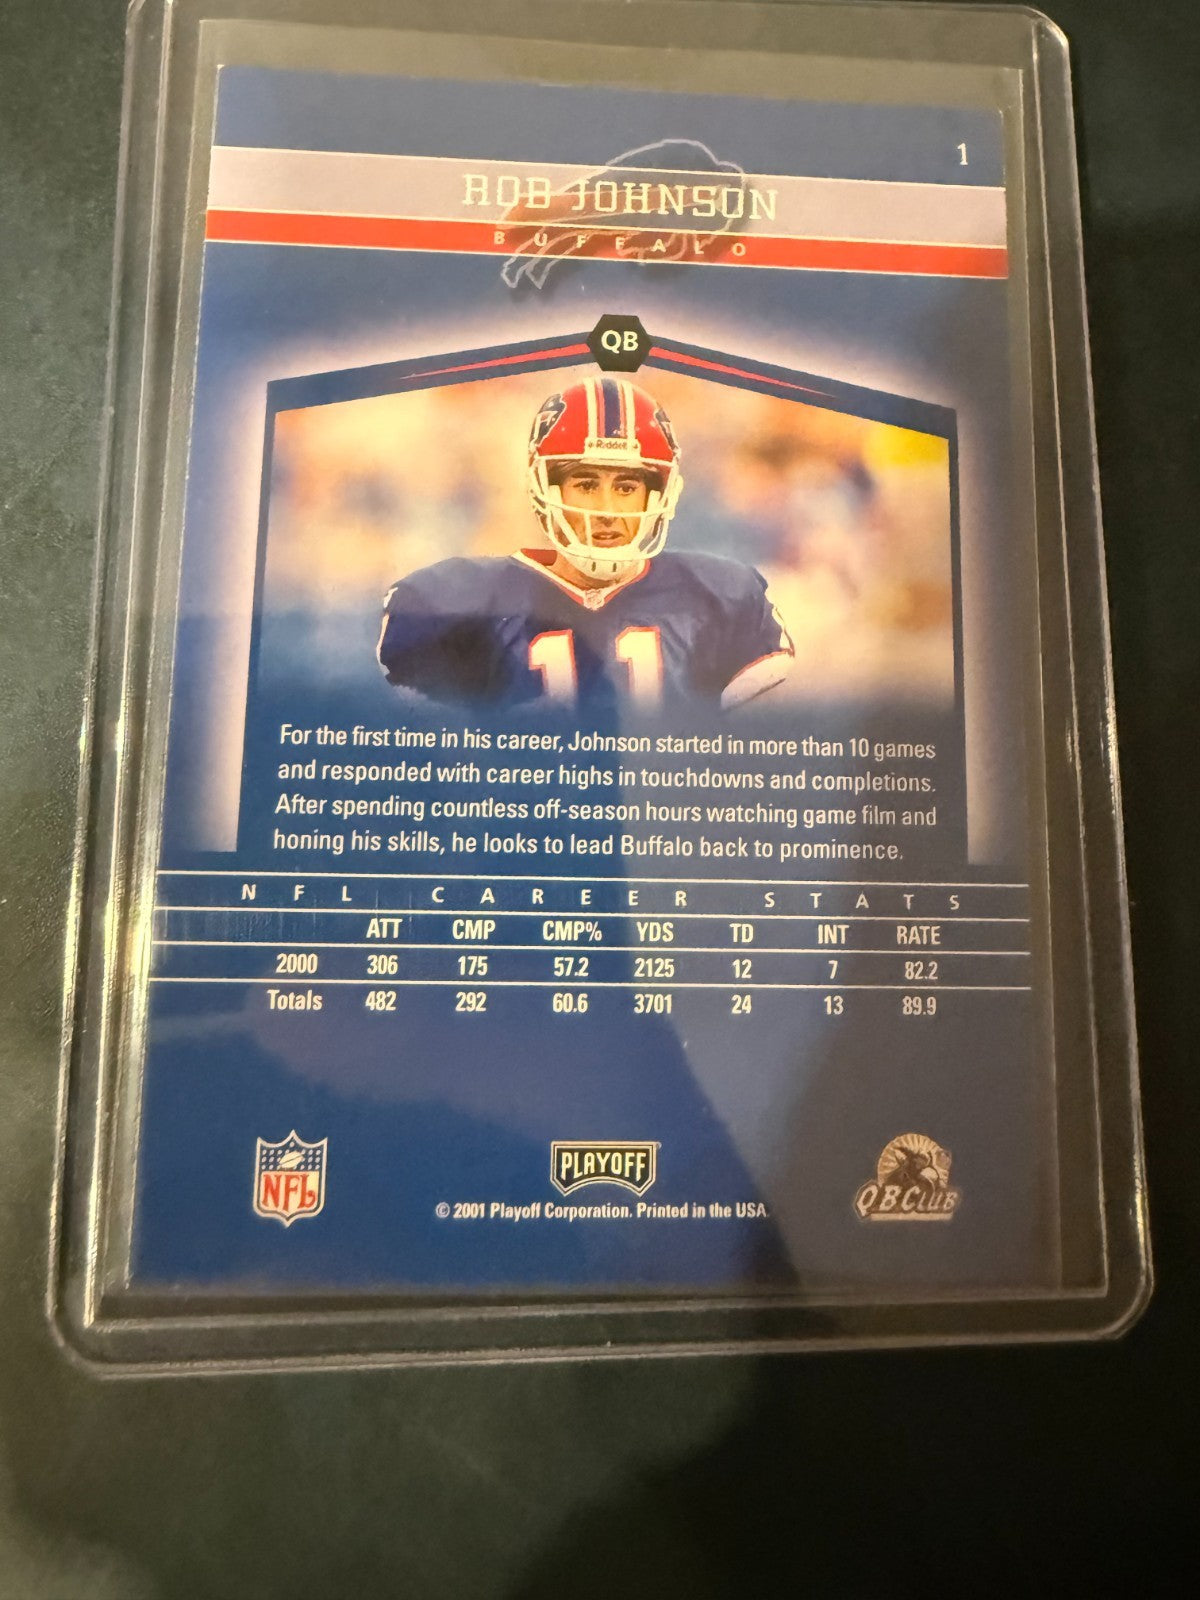 1
ROB JOHNSON
BUFFALO
QB
Riddell
11
For the first time in his career, Johnson started in more than 10 games
and responded with career highs in touchdowns and completions.
After spending countless off-season hours watching game film and
honing his skills, he looks to lead Buffalo back to prominence.
NFL CAREER STATS
ATT CMP CMP% YDS TD INT RATE
2000 306 175 57.2 2125 12 7 82.2
Totals 482 292 60.6 3701 24 13 89.9
NFL
PLAYOFF
QB CLUB
© 2001 Playoff Corporation. Printed in the USA.